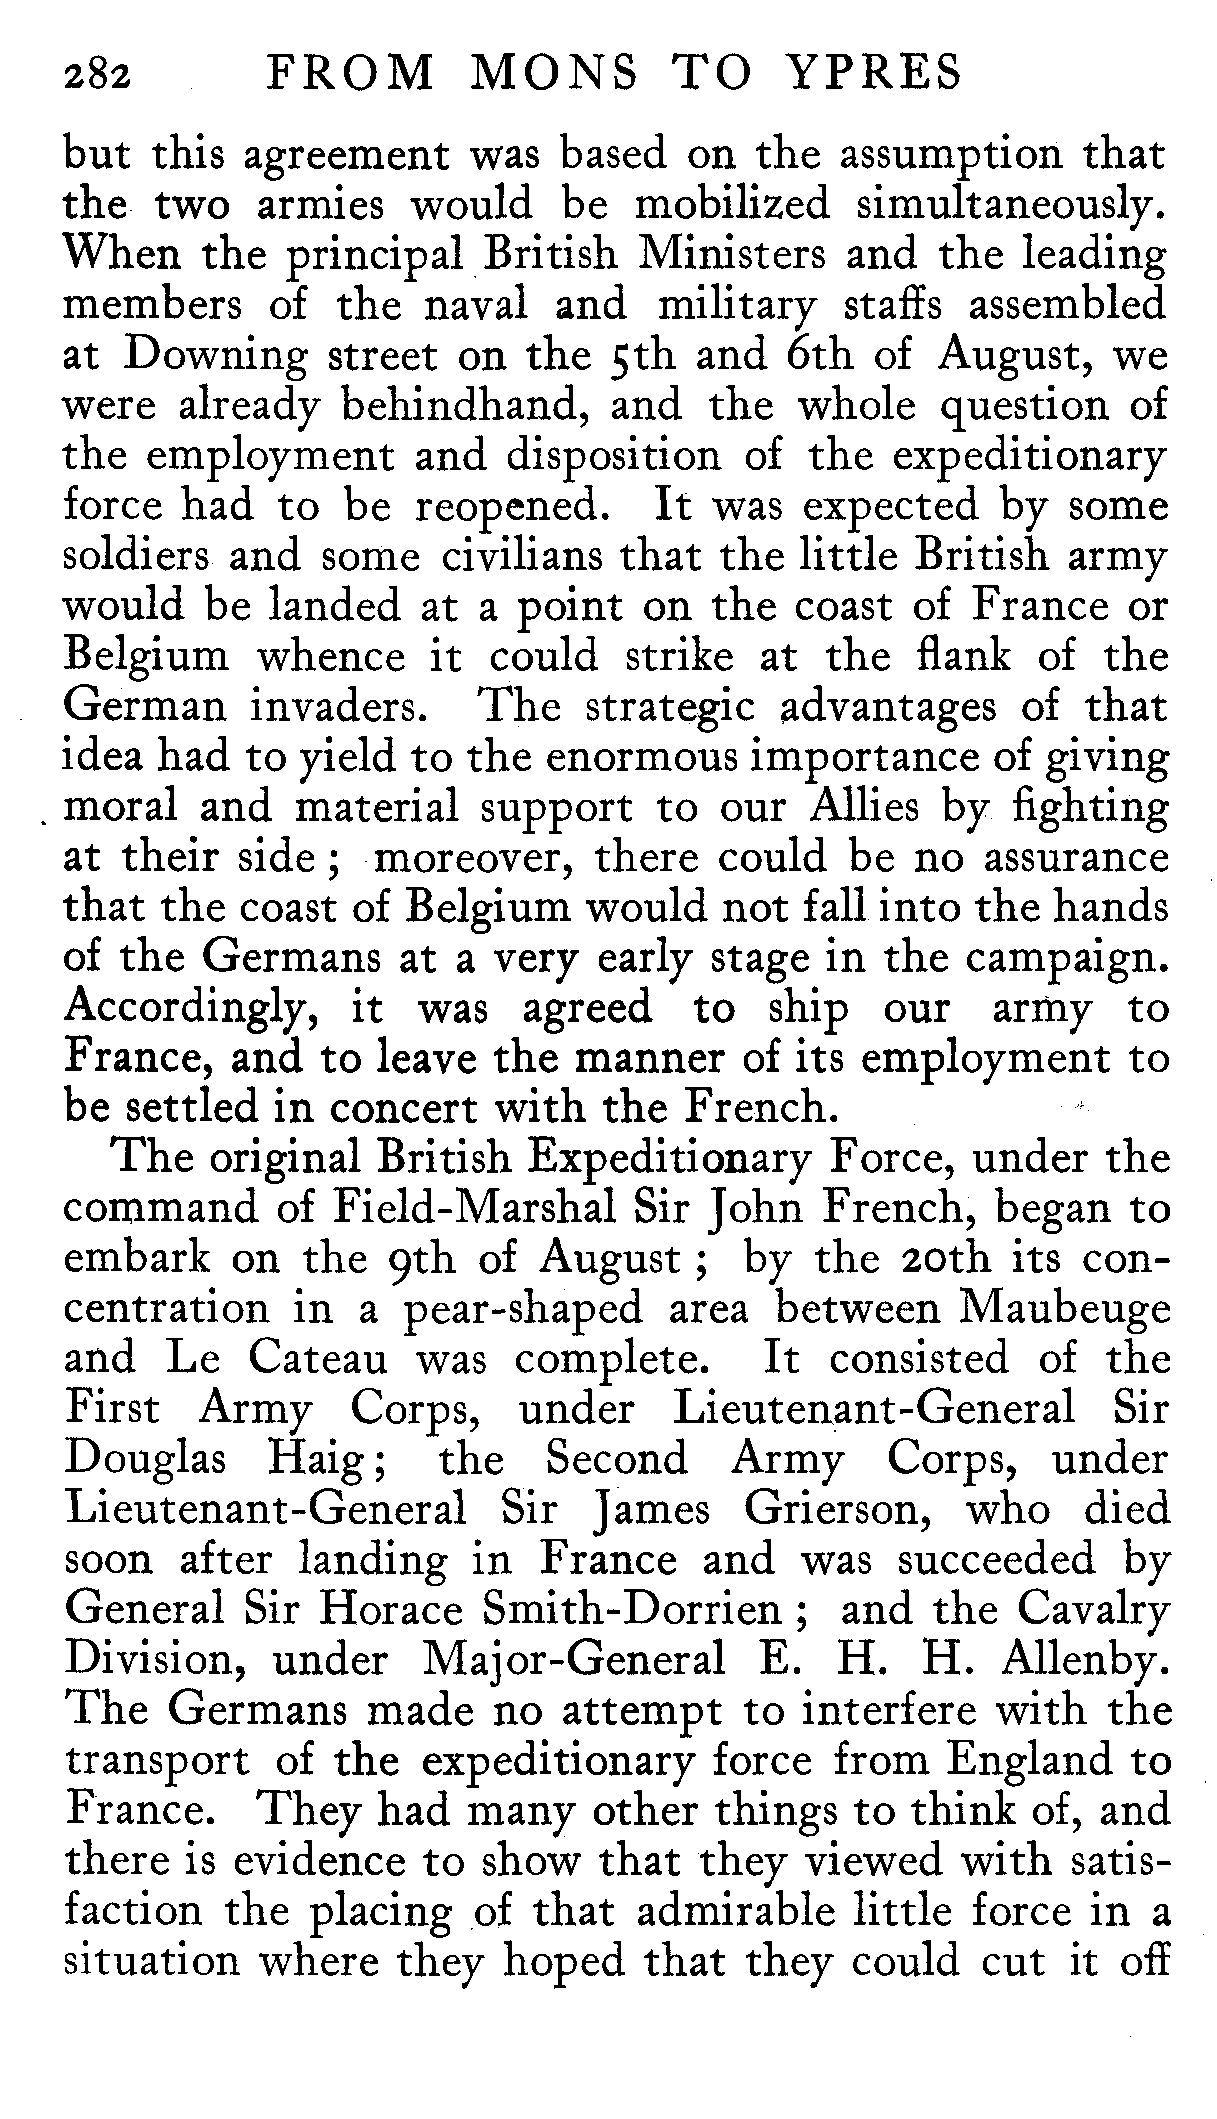 282 FROM MONS TO YPRES
but this agreement was based on the assumption that
the two armies would be mobilized simultaneously.
When the principal British Ministers and the leading
members of the naval and military staffs assembled
at Downing street on the 5th and 6th of August, we
were already behindhand, and the whole question of
the employment and disposition of the expeditionary
force had to be reopened. It was expected by some
soldiers and some civilians that the little British army
would be landed at a point on the coast of France or
Belgium whence it could strike at the flank of the
German invaders. The strategic advantages of that
idea had to yield to the enormous importance of giving
moral and material support to our Allies by fighting
at their side ; moreover, there could be no assurance
that the coast of Belgium would not fall into the hands
of the Germans at a very early stage in the campaign.
Accordingly, it was agreed to ship our army to
France, and to leave the manner of its employment to
be settled in concert with the French.
The original British Expeditionary Force, under the
command of Field-Marshal Sir John French, began to
embark on the 9th of August ; by the 20th its con-
centration in a pear-shaped area between Maubeuge
and Le Cateau was complete. It consisted of the
First Army Corps, under Lieutenant-General Sir
Douglas Haig ; the Second Army Corps, under
Lieutenant-General Sir James Grierson, who died
soon after landing in France and was succeeded by
General Sir Horace Smith-Dorrien ; and the Cavalry
Division, under Major-General E. H. H. Allenby.
The Germans made no attempt to interfere with the
transport of the expeditionary force from England to
France. They had many other things to think of, and
there is evidence to show that they viewed with satis-
faction the placing of that admirable little force in a
situation where they hoped that they could cut it off